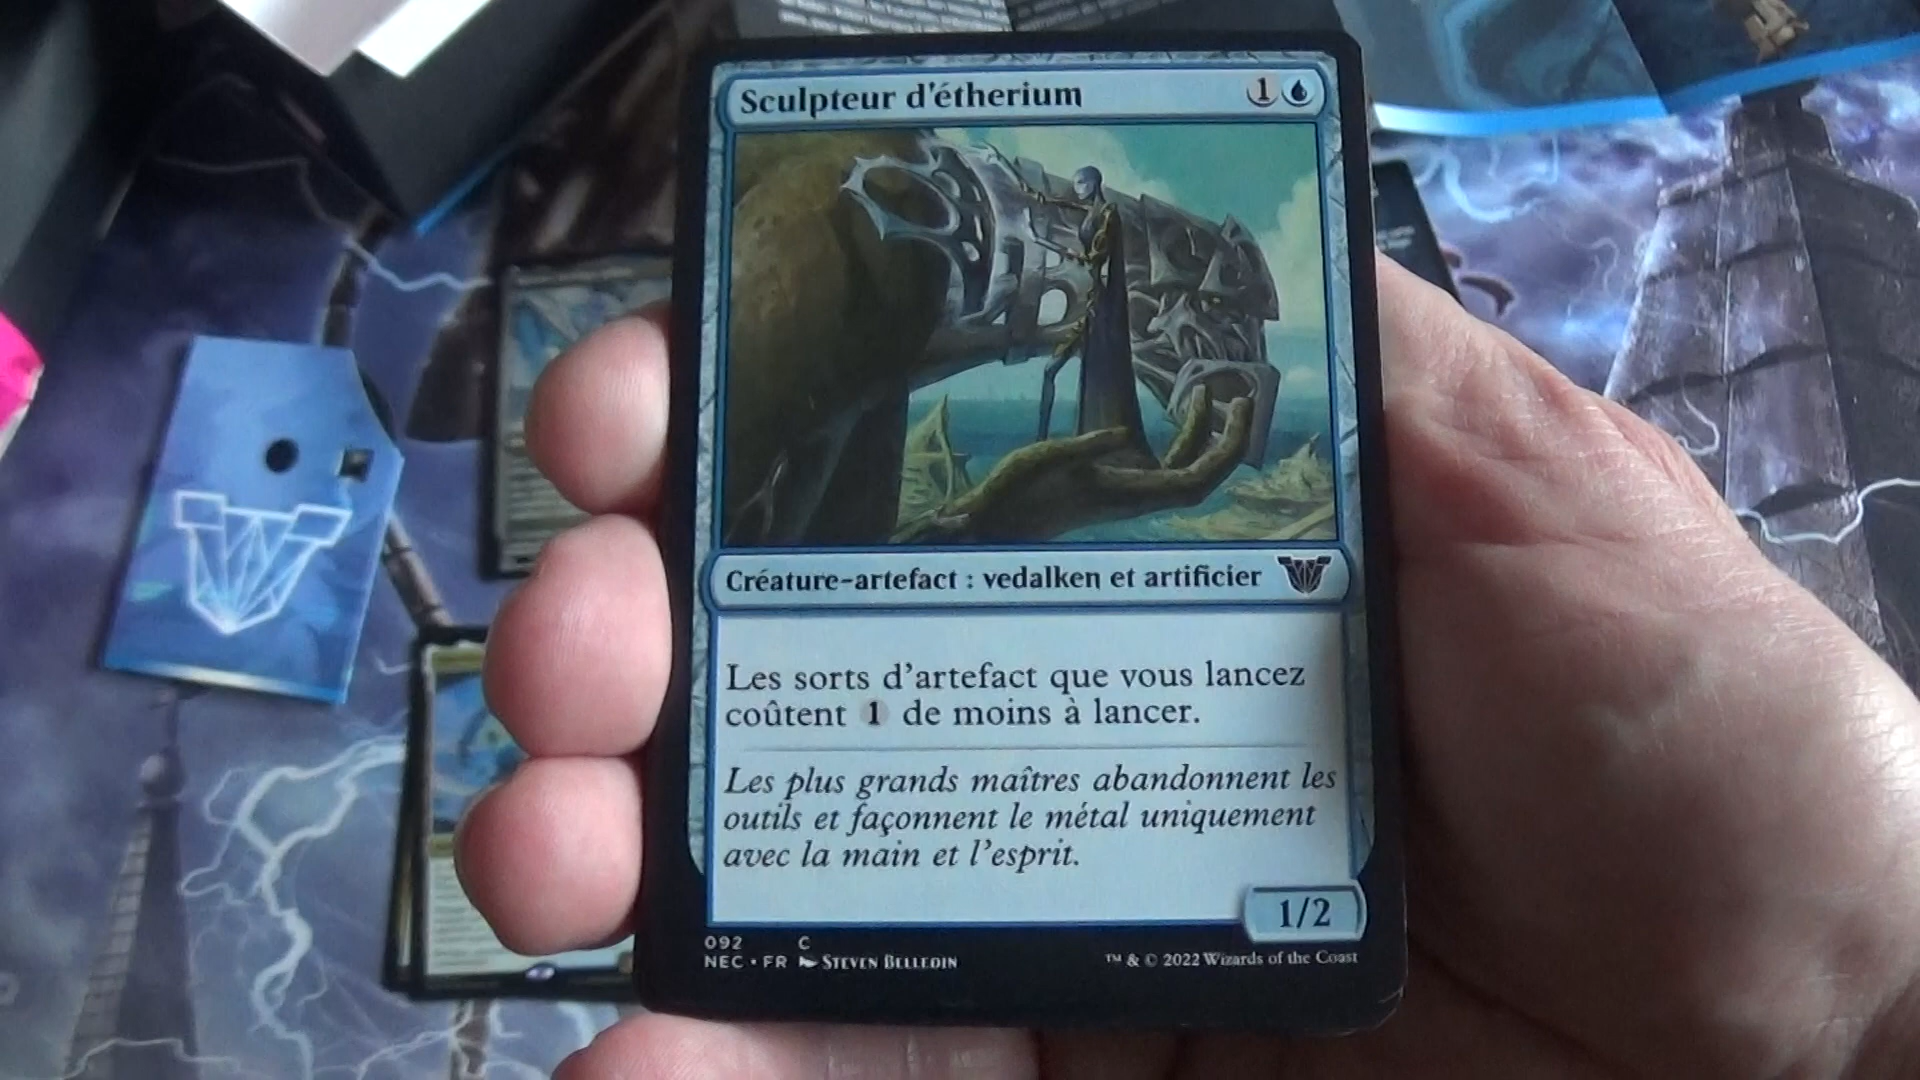 Sculpteur d'étherium 1
Créature-artefact : vedalken et artificier
Les sorts d'artefact que vous lancez
coûtent 1 de moins à lancer.
Les plus grands maîtres abandonnent les
outils et façonnent le métal uniquement
avec la main et l'esprit.
1/2
092 C
NEC • FR Steven Belledin
™ & © 2022 Wizards of the Coast